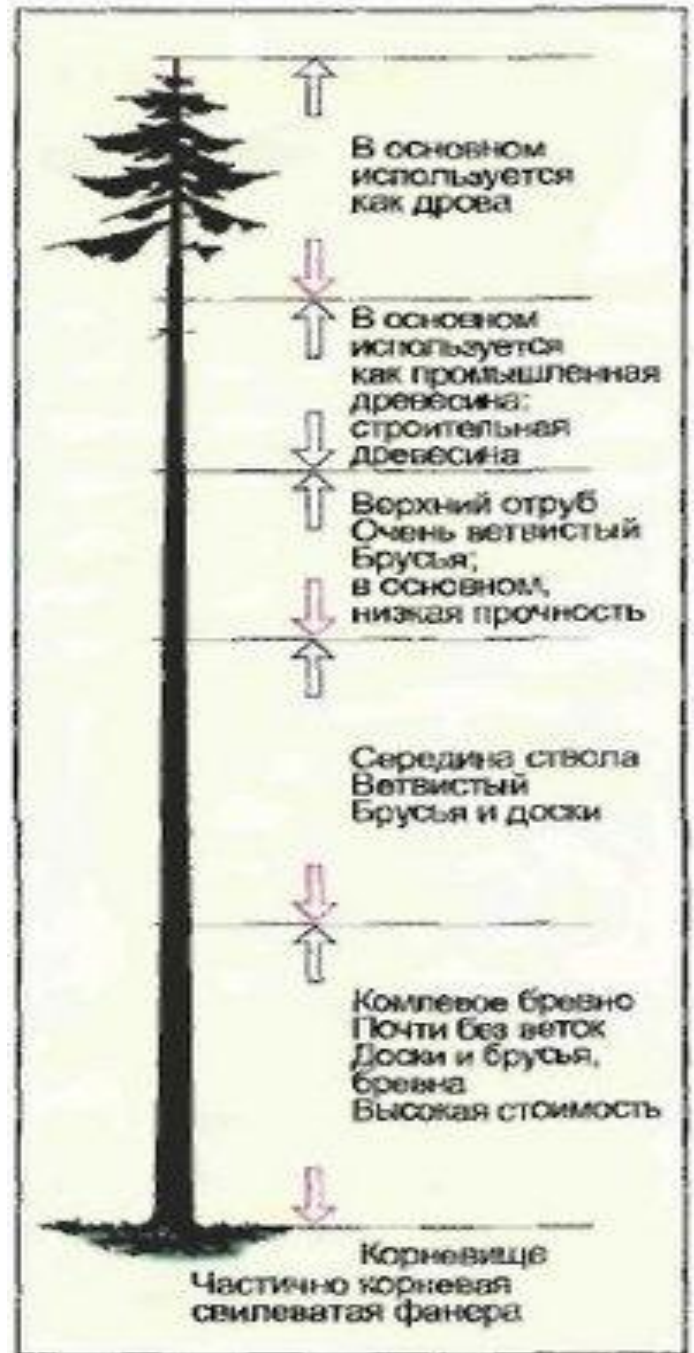 В основном
используется
как дрова
В основном
используется
как промышленная
древесина:
строительная
древесина
Верхний отруб
Очень ветвистый
Брусья;
в основном,
низкая прочность
Середина ствола
Ветвистый
Брусья и доски
Комлевое бревно
Почти без веток
Доски и брусья,
бревна
Высокая стоимость
Корневище
Частично корневая
свилеватая фанера